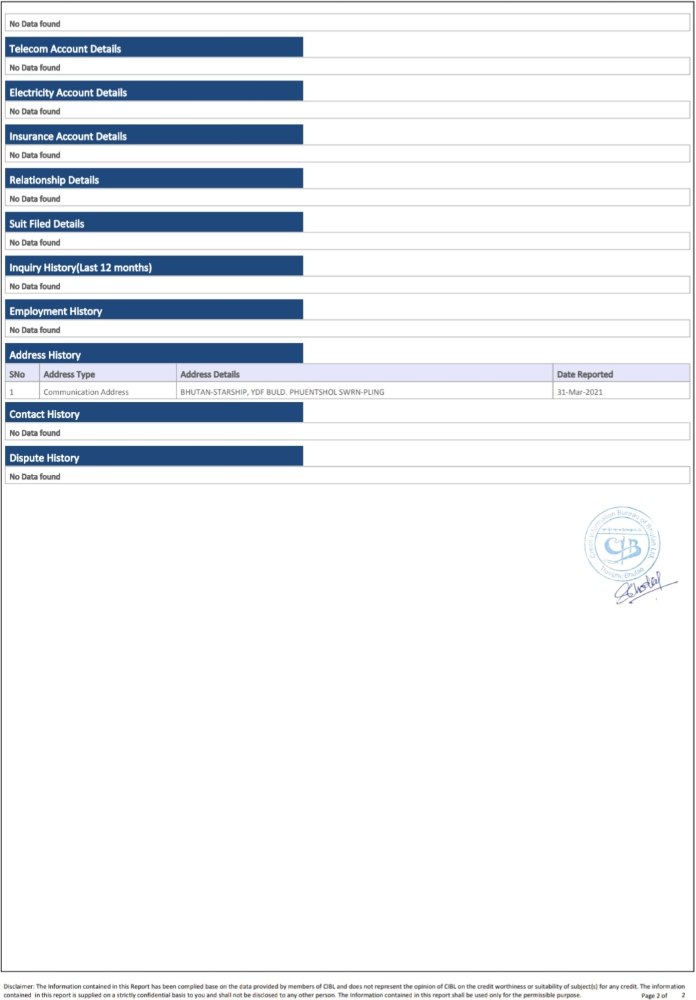 No Data found
Telecom Account Details
No Data found
Electricity Account Details
No Data found
Insurance Account Details
No Data found
Relationship Details
No Data found
Suit Filed Details
No Data found
Inquiry History(Last 12 months)
No Data found
Employment History
No Data found
Address History
SNo Address Type Address Details Date Reported
1 Communication Address BHUTAN-STARSHIP, YDF BULD. PHUENTSHOL SWRN-PLING 31-Mar-2021
Contact History
No Data found
Dispute History
No Data found
Credit Information Bureau of Bhutan Ltd.
CIB
Thimphu:Bhutan
Disclaimer: The Information contained in this Report has been complied base on the data provided by members of CIBL and does not represent the opinion of CIBL on the credit worthiness or suitability of subject(s) for any credit. The information
contained in this report is supplied on a strictly confidential basis to you and shall not be disclosed to any other person. The Information contained in this report shall be used only for the permissible purpose. Page 2 of 2